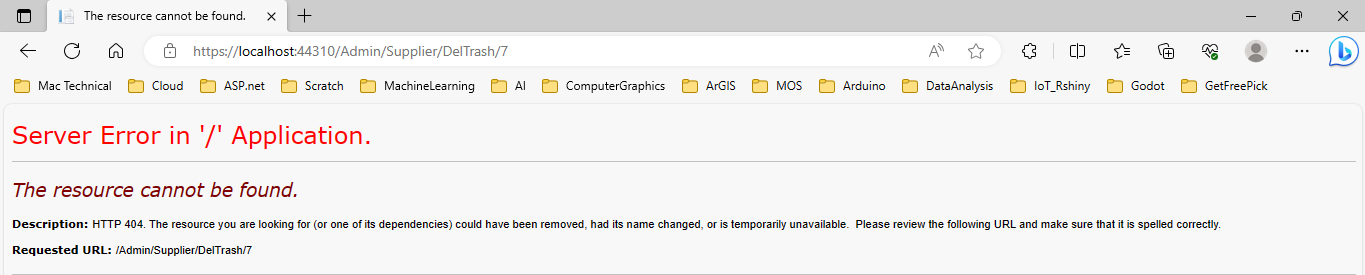 The resource cannot be found.
https://localhost:44310/Admin/Supplier/DelTrash/7
Mac Technical Cloud ASP.net Scratch MachineLearning AI ComputerGraphics ArGIS MOS Arduino DataAnalysis IoT_Rshiny Godot GetFreePick
Server Error in '/' Application.
The resource cannot be found.
Description: HTTP 404. The resource you are looking for (or one of its dependencies) could have been removed, had its name changed, or is temporarily unavailable.  Please review the following URL and make sure that it is spelled correctly.
Requested URL: /Admin/Supplier/DelTrash/7